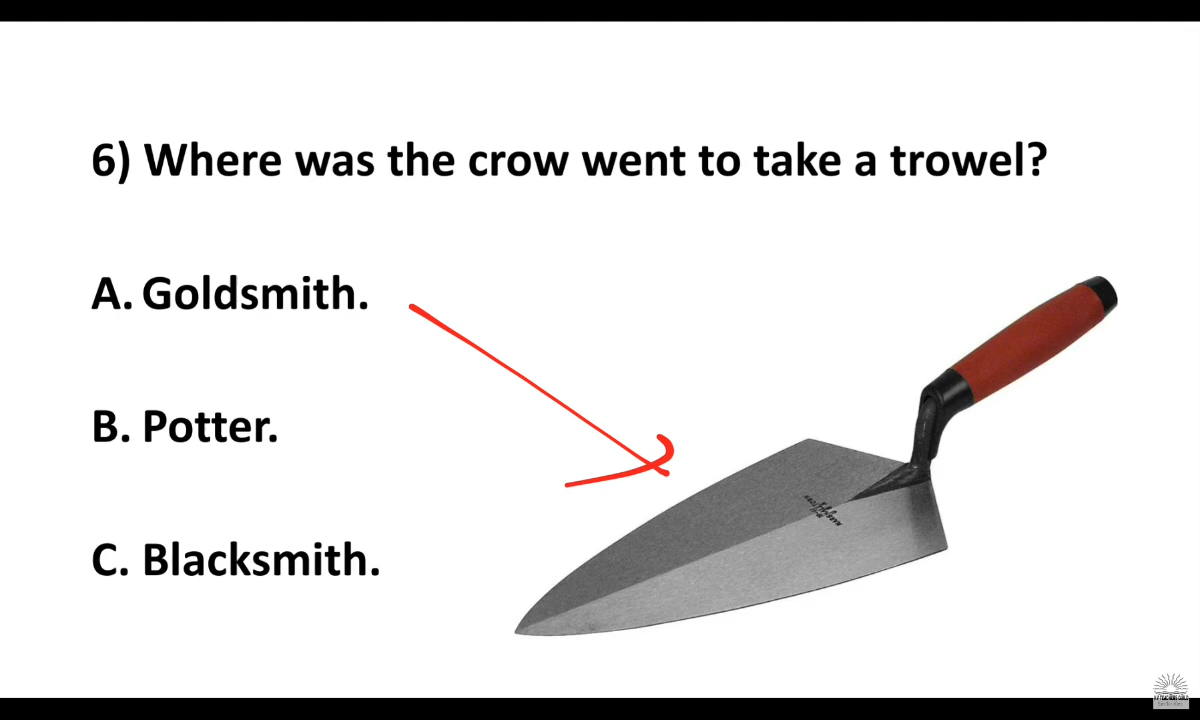 6) Where was the crow went to take a trowel?
A. Goldsmith.
B. Potter.
C. Blacksmith.